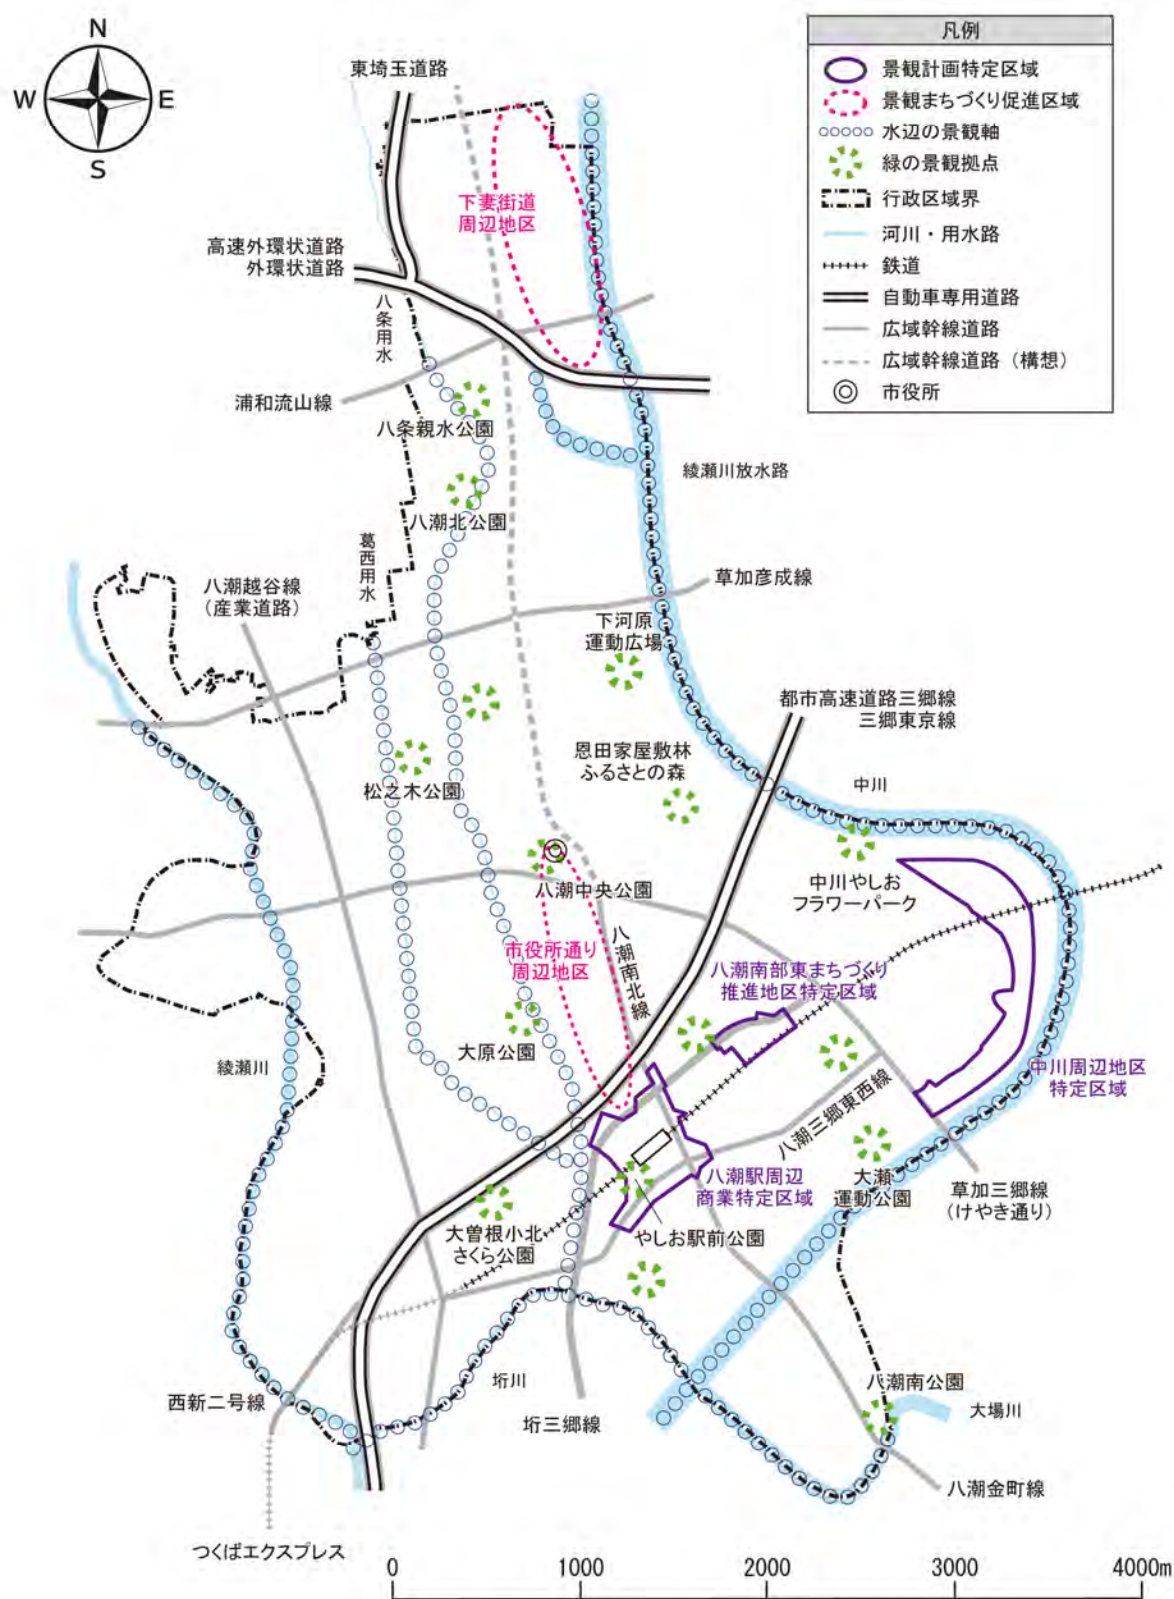 N
W
E
S
凡例
景観計画特定区域
景観まちづくり促進区域
水辺の景観軸
緑の景観拠点
行政区域界
河川・用水路
鉄道
自動車専用道路
広域幹線道路
広域幹線道路（構想）
市役所
東埼玉道路
下妻街道
周辺地区
高速外環状道路
外環状道路
八条用水
浦和流山線
八条親水公園
綾瀬川放水路
八潮北公園
葛西用水
八潮越谷線
（産業道路）
草加彦成線
下河原
運動広場
都市高速道路三郷線
三郷東京線
恩田家屋敷林
ふるさとの森
松之木公園
中川
八潮中央公園
中川やしお
フラワーパーク
市役所通り
周辺地区
八潮南北線
八潮南部東まちづくり
推進地区特定区域
大原公園
綾瀬川
中川周辺地区
特定区域
八潮三郷東西線
八潮駅周辺
商業特定区域
大瀬
運動公園
草加三郷線
（けやき通り）
大曽根小北
さくら公園
やしお駅前公園
垳川
八潮南公園
大場川
西新二号線
垳三郷線
八潮金町線
つくばエクスプレス
0
1000
2000
3000
4000m